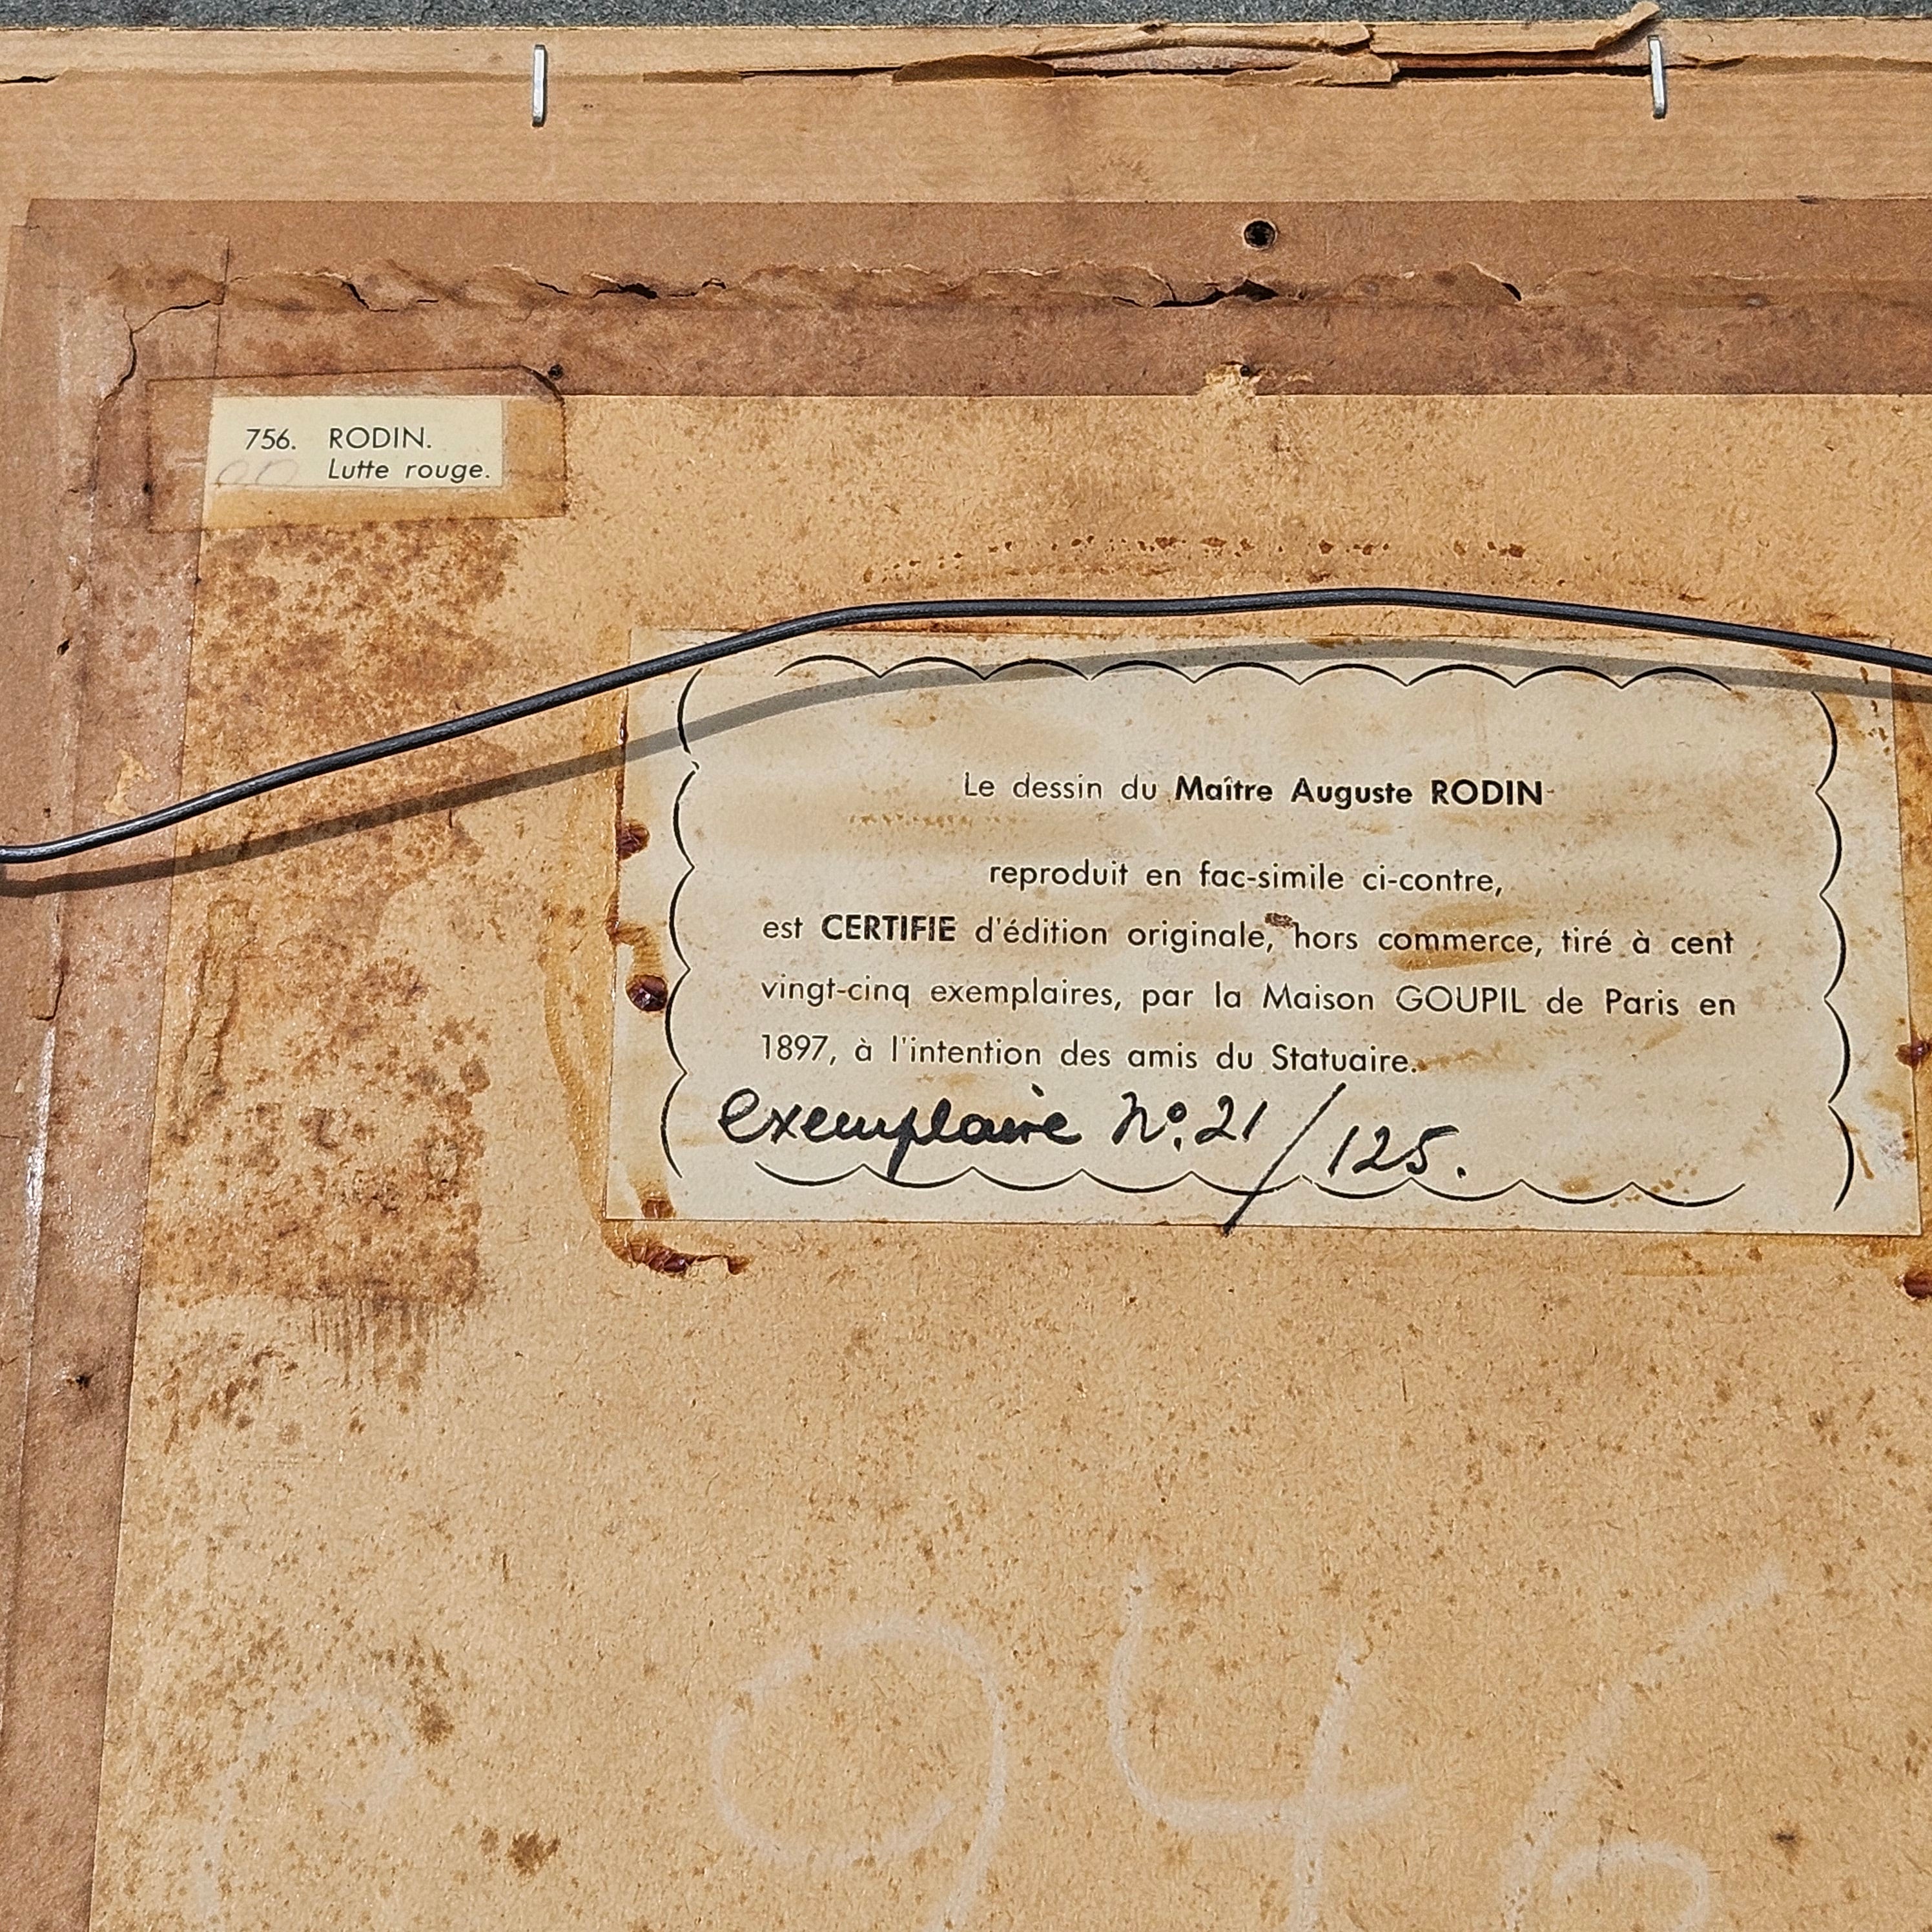 756. RODIN.
Lutte rouge.
Le dessin du Maître Auguste RODIN
reproduit en fac-simile ci-contre,
est CERTIFIE d'édition originale, hors commerce, tiré à cent
vingt-cinq exemplaires, par la Maison GOUPIL de Paris en
1897, à l'intention des amis du Statuaire.
exemplaire No. 21/125.
946